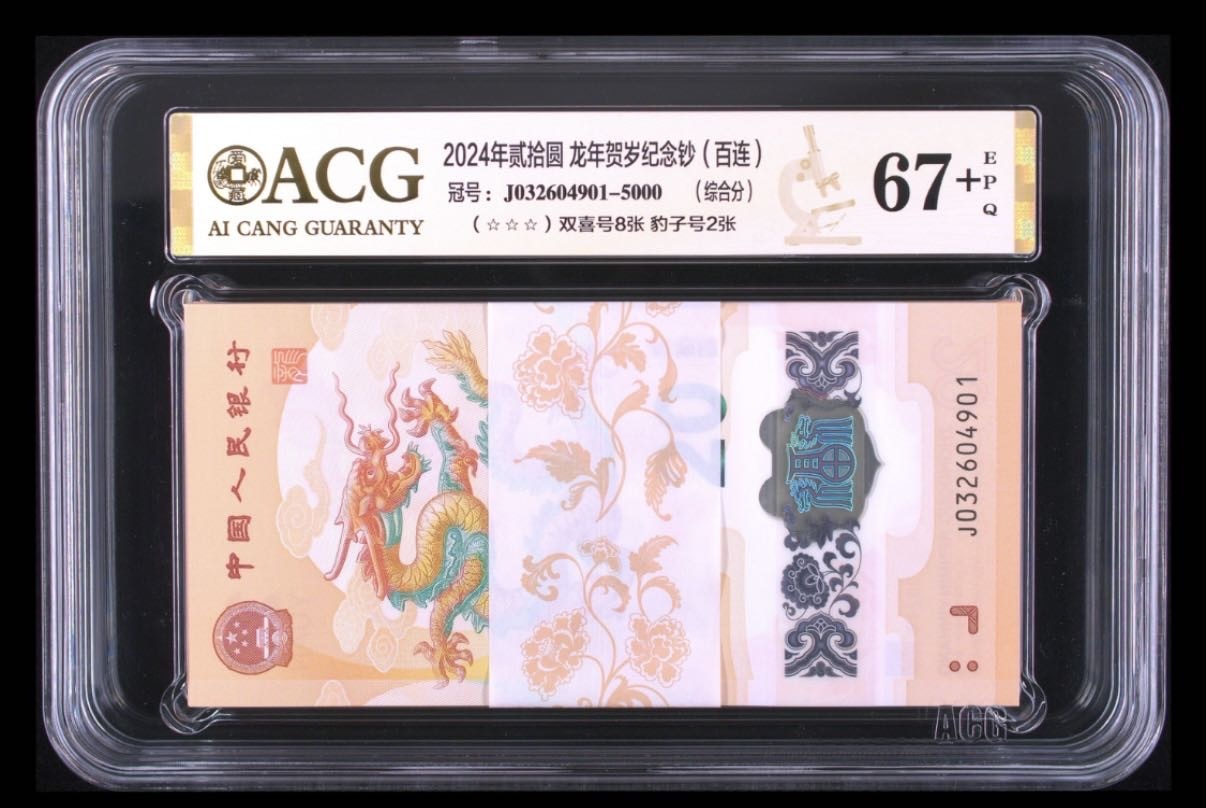 ACG
AI CANG GUARANTY
2024年贰拾圆 龙年贺岁纪念钞（百连）
冠号：J032604901-5000 （综合分）
（☆☆☆）双喜号8张 豹子号2张
67+
EPQ
中国人民银行
J032604901
ACG